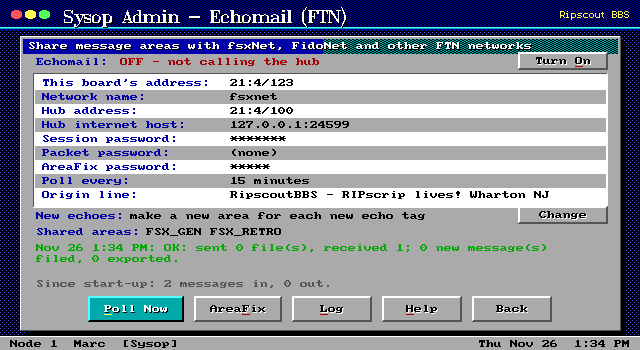 Sysop Admin – Echomail (FTN)
Ripscout BBS
Share message areas with fsxNet, FidoNet and other FTN networks
Echomail: OFF - not calling the hub
Turn On
This board's address: 21:4/123
Network name: fsxnet
Hub address: 21:4/100
Hub internet host: 127.0.0.1:24599
Session password: *******
Packet password: (none)
AreaFix password: *****
Poll every: 15 minutes
Origin line: RipscoutBBS - RIPscrip lives! Wharton NJ
New echoes: make a new area for each new echo tag
Change
Shared areas: FSX_GEN FSX_RETRO
Nov 26 1:34 PM: OK: sent 0 file(s), received 1; 0 new message(s)
filed, 0 exported.
Since start-up: 2 messages in, 0 out.
Poll Now
AreaFix
Log
Help
Back
Node 1 Marc [Sysop]
Thu Nov 26 1:34 PM